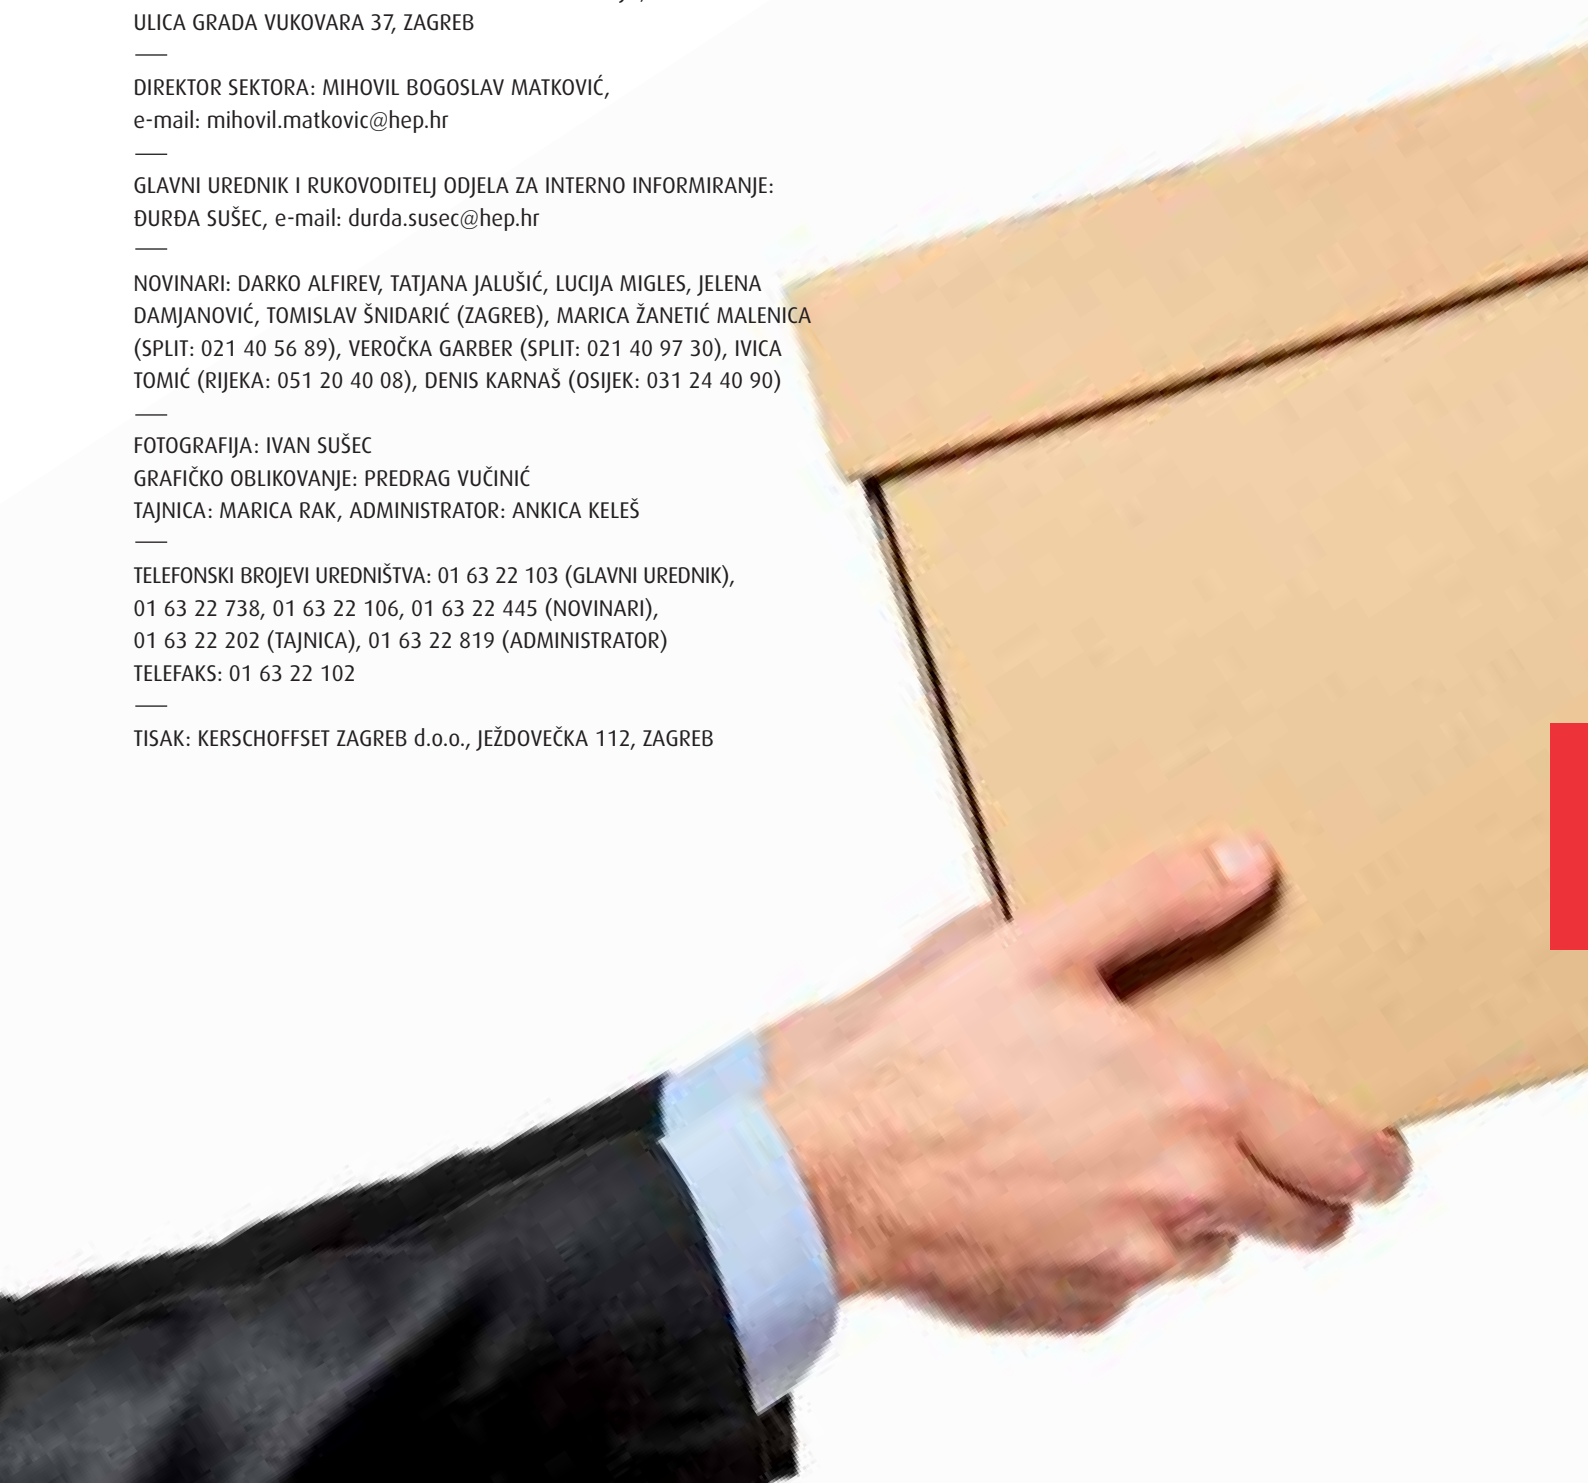 ULICA GRADA VUKOVARA 37, ZAGREB
DIREKTOR SEKTORA: MIHOVIL BOGOSLAV MATKOVIĆ,
e-mail: mihovil.matkovic@hep.hr
GLAVNI UREDNIK I RUKOVODITELJ ODJELA ZA INTERNO INFORMIRANJE:
ĐURĐA SUŠEC, e-mail: durda.susec@hep.hr
NOVINARI: DARKO ALFIREV, TATJANA JALUŠIĆ, LUCIJA MIGLES, JELENA
DAMJANOVIĆ, TOMISLAV ŠNIDARIĆ (ZAGREB), MARICA ŽANETIĆ MALENICA
(SPLIT: 021 40 56 89), VEROČKA GARBER (SPLIT: 021 40 97 30), IVICA
TOMIĆ (RIJEKA: 051 20 40 08), DENIS KARNAŠ (OSIJEK: 031 24 40 90)
FOTOGRAFIJA: IVAN SUŠEC
GRAFIČKO OBLIKOVANJE: PREDRAG VUČINIĆ
TAJNICA: MARICA RAK, ADMINISTRATOR: ANKICA KELEŠ
TELEFONSKI BROJEVI UREDNIŠTVA: 01 63 22 103 (GLAVNI UREDNIK),
01 63 22 738, 01 63 22 106, 01 63 22 445 (NOVINARI),
01 63 22 202 (TAJNICA), 01 63 22 819 (ADMINISTRATOR)
TELEFAKS: 01 63 22 102
TISAK: KERSCHOFFSET ZAGREB d.o.o., JEŽDOVEČKA 112, ZAGREB